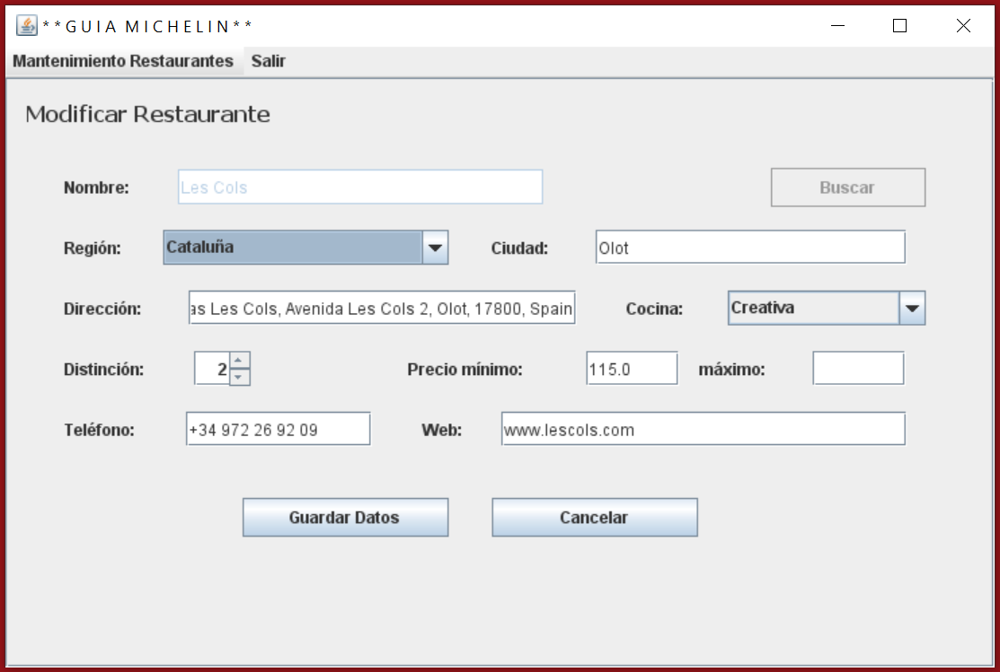 **GUIA MICHELIN**
Mantenimiento Restaurantes Salir
Modificar Restaurante
Nombre: Les Cols Buscar
Región: Cataluña Ciudad: Olot
Dirección: as Les Cols, Avenida Les Cols 2, Olot, 17800, Spain Cocina: Creativa
Distinción: 2 Precio mínimo: 115.0 máximo:
Teléfono: +34 972 26 92 09 Web: www.lescols.com
Guardar Datos Cancelar